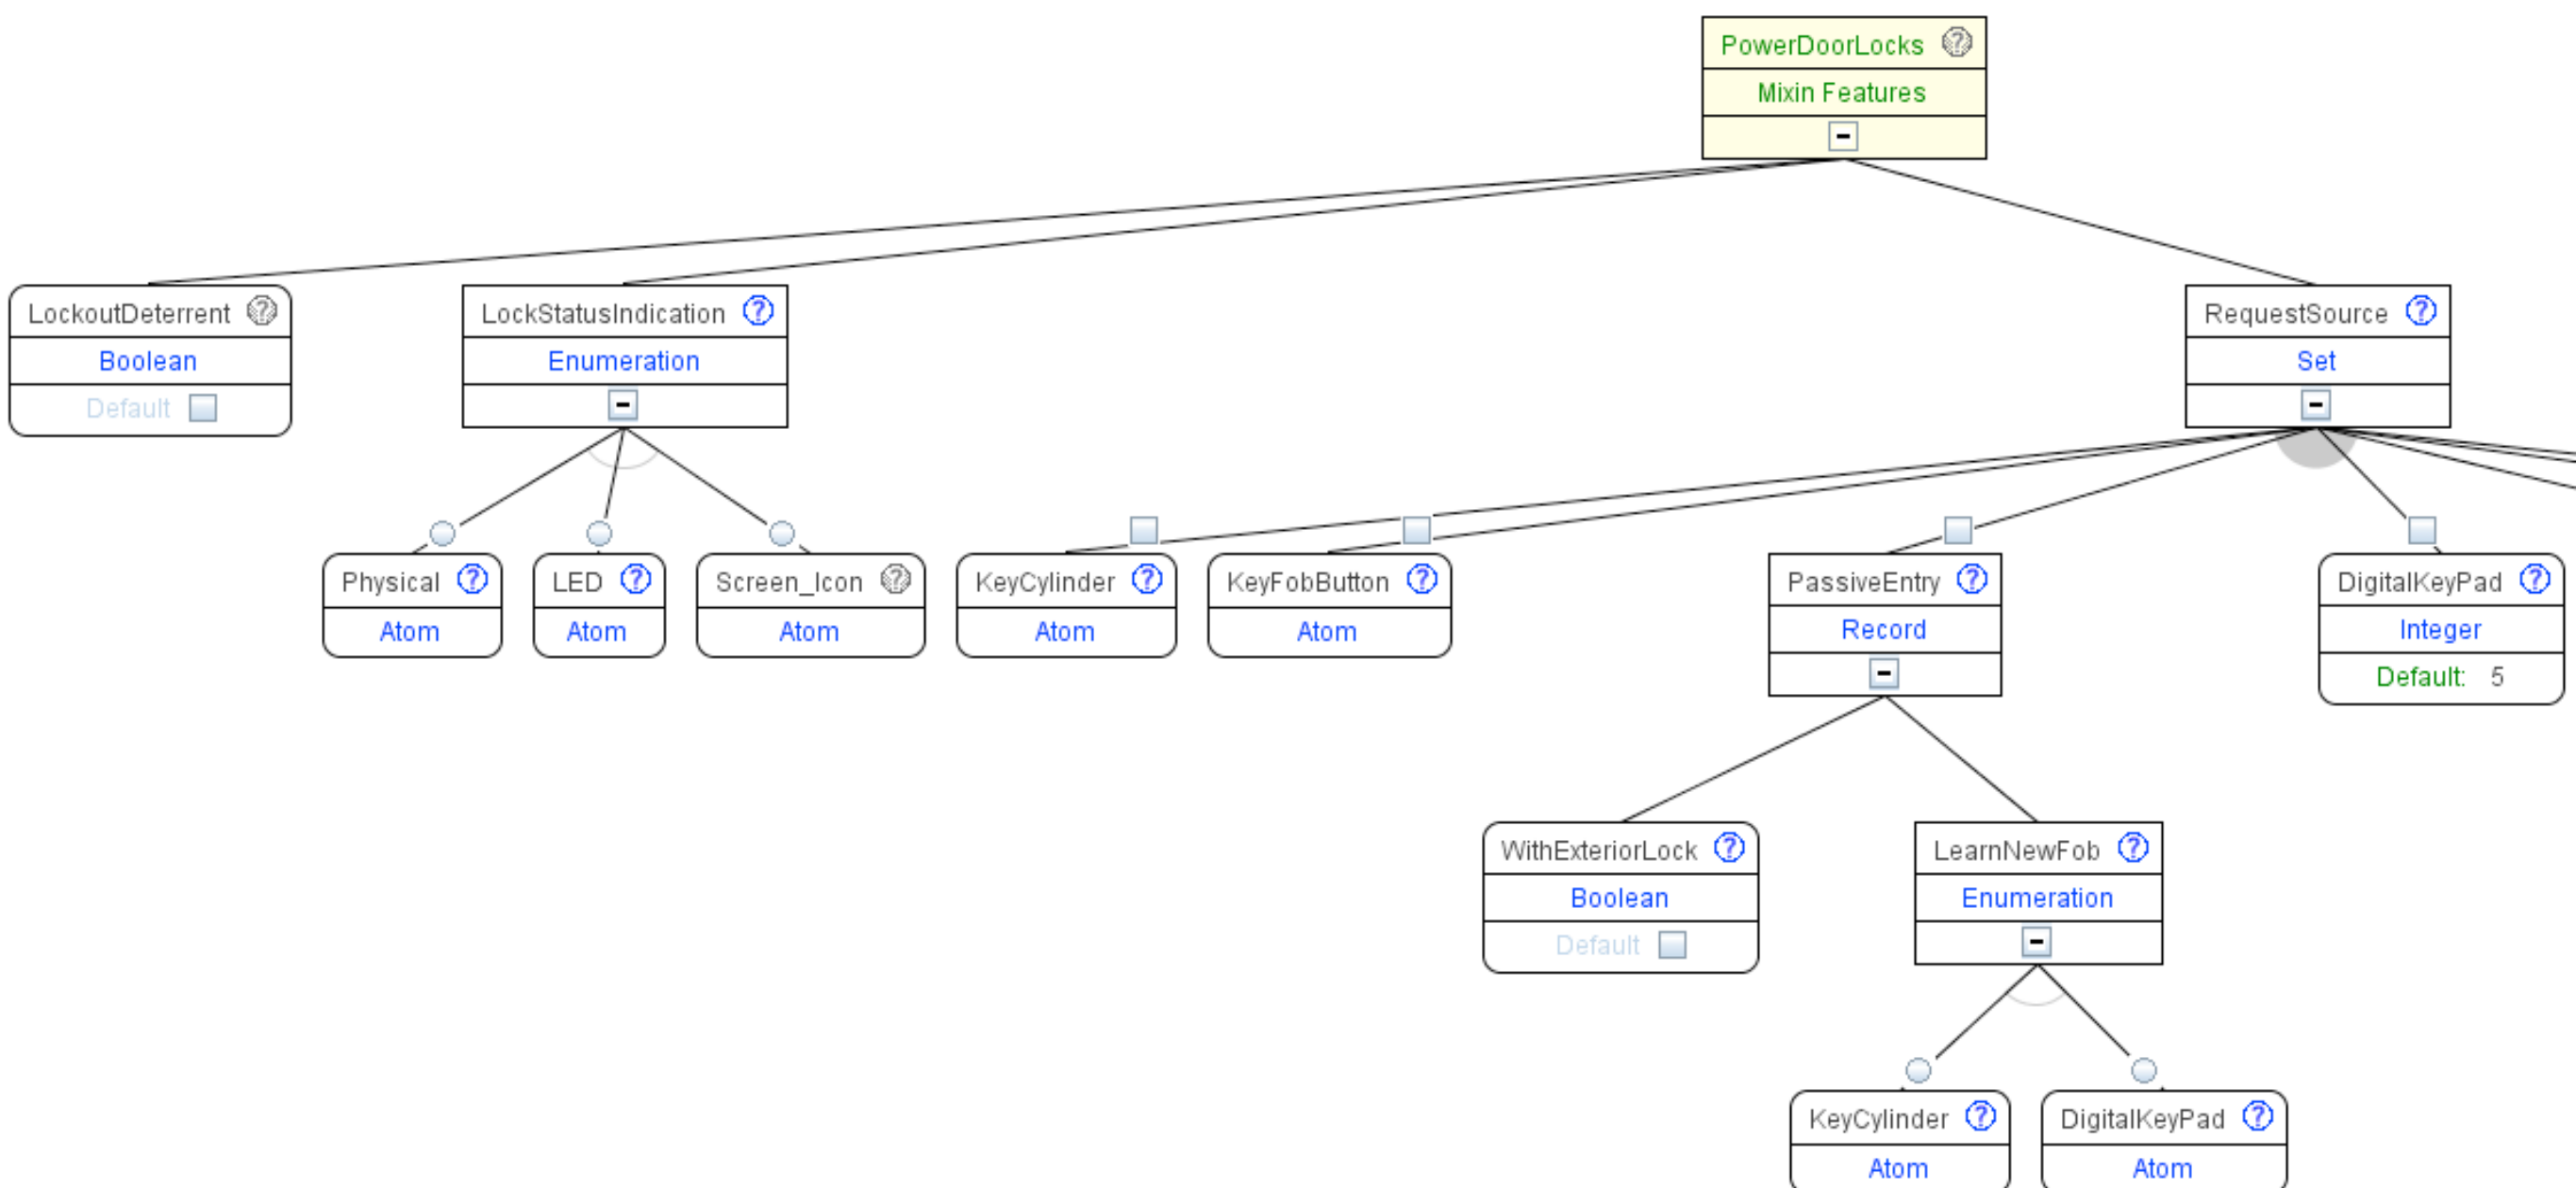 PowerDoorLocks ?
Mixin Features
LockoutDeterrent ?
Boolean
Default
LockStatusIndication ?
Enumeration
RequestSource ?
Set
Physical ?
Atom
LED ?
Atom
Screen_Icon ?
Atom
KeyCylinder ?
Atom
KeyFobButton ?
Atom
PassiveEntry ?
Record
DigitalKeyPad ?
Integer
Default: 5
WithExteriorLock ?
Boolean
Default
LearnNewFob ?
Enumeration
KeyCylinder ?
Atom
DigitalKeyPad ?
Atom